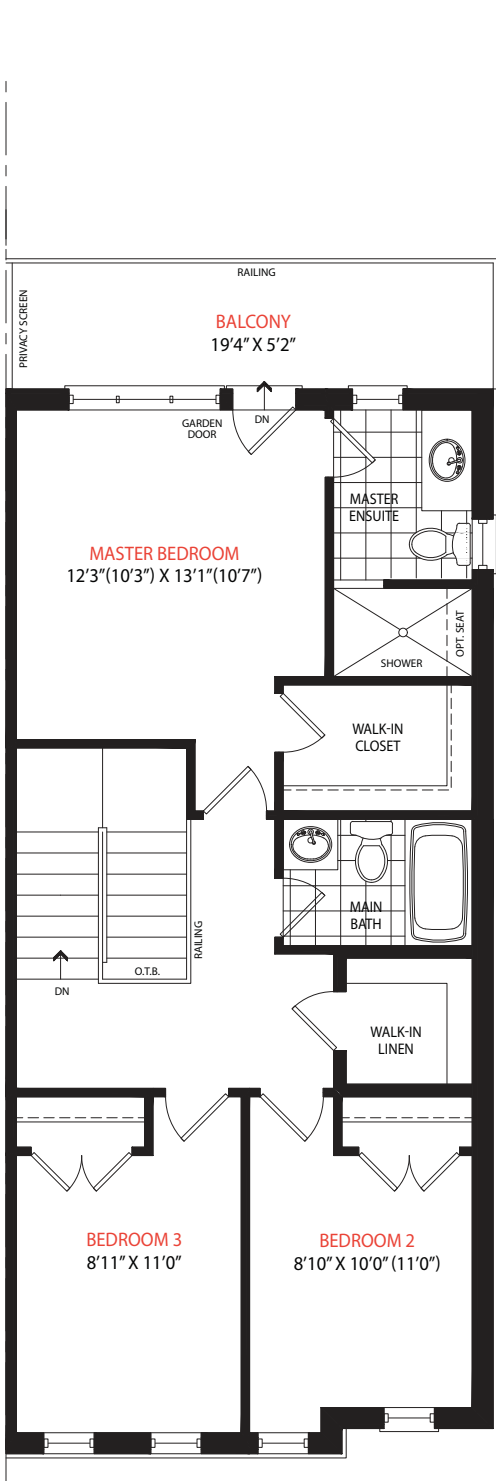 RAILING
PRIVACY SCREEN
BALCONY
19'4" X 5'2"
GARDEN
DOOR
DN
MASTER
ENSUITE
MASTER BEDROOM
12'3"(10'3") X 13'1"(10'7")
OPT. SEAT
SHOWER
WALK-IN
CLOSET
MAIN
BATH
RAILING
O.T.B.
DN
WALK-IN
LINEN
BEDROOM 3
8'11" X 11'0"
BEDROOM 2
8'10" X 10'0" (11'0")